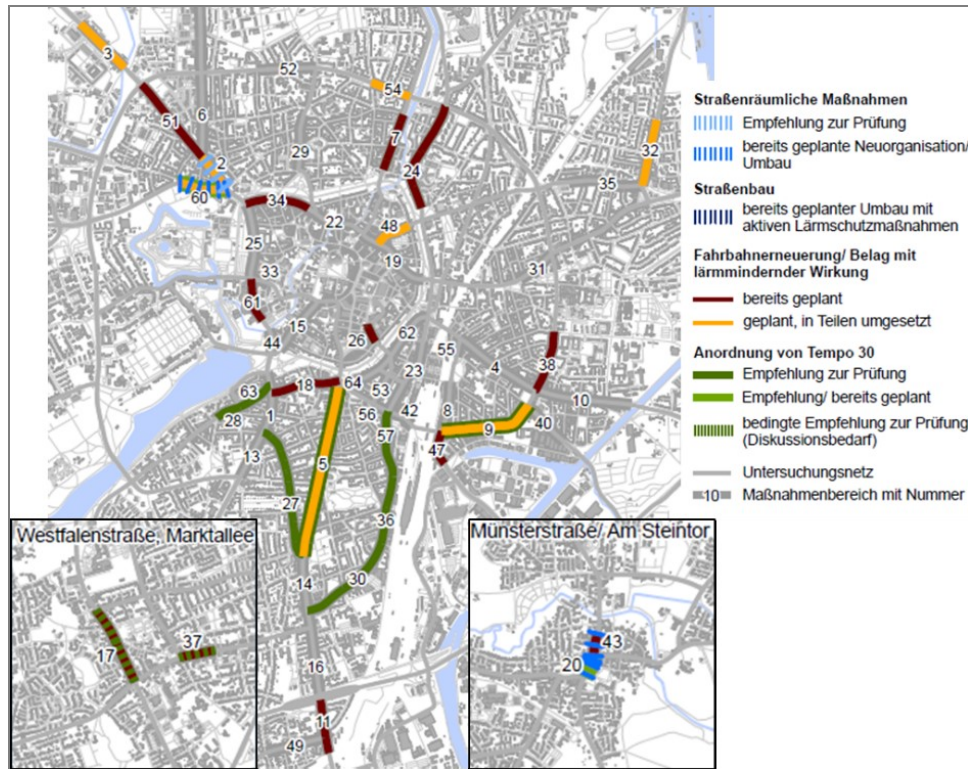 3
52
54
51
6
7
2
29
24
32
60
35
34
22
48
25
19
33
31
61
15
26
62
44
55
23
4
38
63
18
64
53
10
28
1
56
42
8
57
9
40
13
5
47
27
36
14
30
16
11
49
Straßenräumliche Maßnahmen
Empfehlung zur Prüfung
bereits geplante Neuorganisation/
Umbau
Straßenbau
bereits geplanter Umbau mit
aktiven Lärmschutzmaßnahmen
Fahrbahnerneuerung/ Belag mit
lärmmindernder Wirkung
bereits geplant
geplant, in Teilen umgesetzt
Anordnung von Tempo 30
Empfehlung zur Prüfung
Empfehlung/ bereits geplant
bedingte Empfehlung zur Prüfung
(Diskussionsbedarf)
Untersuchungsnetz
10 Maßnahmenbereich mit Nummer
Westfalenstraße, Marktallee
17
37
Münsterstraße/ Am Steintor
43
20